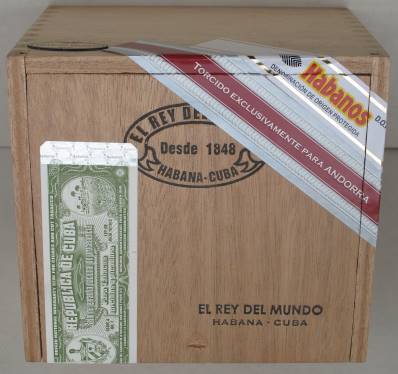 Habanos
DENOMINACIÓN DE ORIGEN PROTEGIDA
D.O.P.
TORCIDO EXCLUSIVAMENTE PARA ANDORRA
EL REY DEL
Desde 1848
HABANA-CUBA
REPUBLICA DE CUBA
EL REY DEL MUNDO
HABANA · CUBA